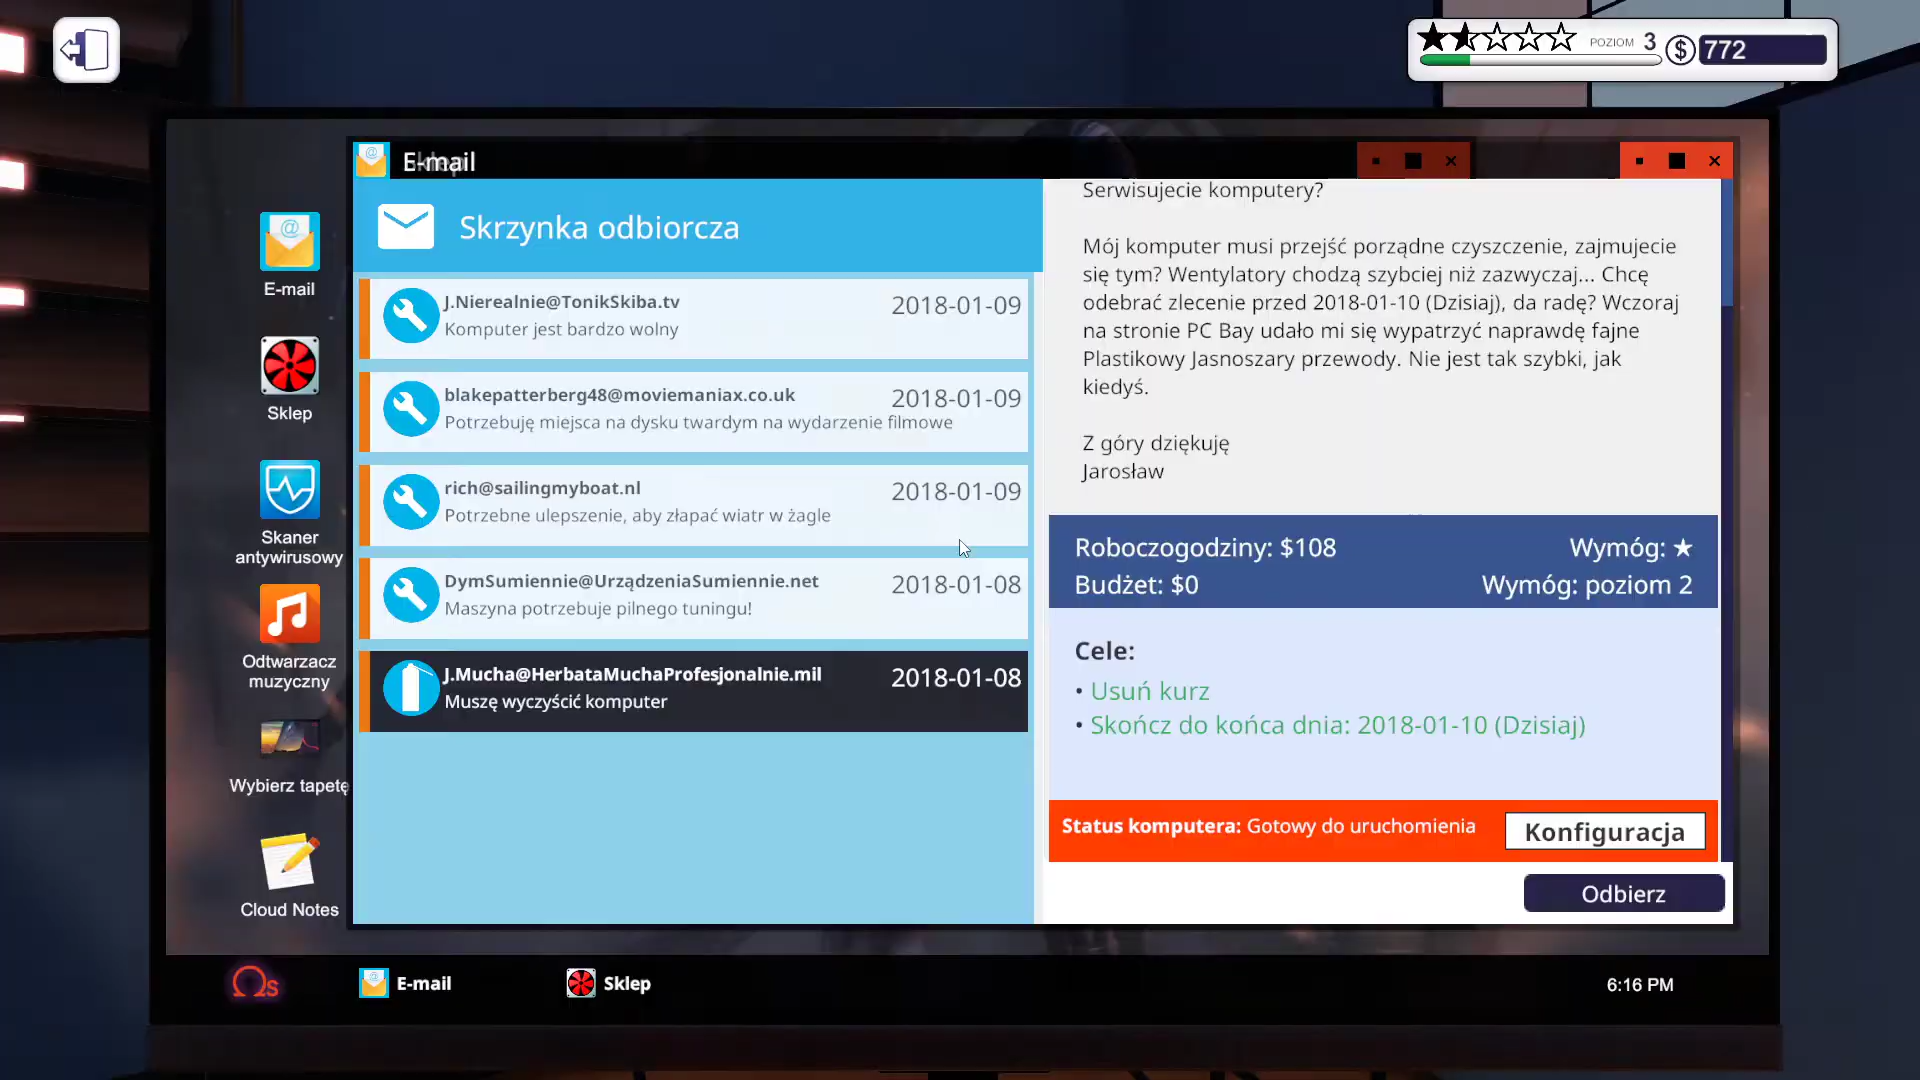 POZIOM 3
$ 772
E-mail
Skrzynka odbiorcza
J.Nierealnie@TonikSkiba.tv
2018-01-09
Komputer jest bardzo wolny
blakepatterberg48@moviemaniax.co.uk
2018-01-09
Potrzebuję miejsca na dysku twardym na wydarzenie filmowe
rich@sailingmyboat.nl
2018-01-09
Potrzebne ulepszenie, aby złapać wiatr w żagle
DymSumiennie@UrządzeniaSumiennie.net
2018-01-08
Maszyna potrzebuje pilnego tuningu!
J.Mucha@HerbataMuchaProfesjonalnie.mil
2018-01-08
Muszę wyczyścić komputer
Serwisujecie komputery?
Mój komputer musi przejść porządne czyszczenie, zajmujecie
się tym? Wentylatory chodzą szybciej niż zazwyczaj... Chcę
odebrać zlecenie przed 2018-01-10 (Dzisiaj), da radę? Wczoraj
na stronie PC Bay udało mi się wypatrzyć naprawdę fajne
Plastikowy Jasnoszary przewody. Nie jest tak szybki, jak
kiedyś.
Z góry dziękuję
Jarosław
Roboczogodziny: $108
Wymóg: ★
Budżet: $0
Wymóg: poziom 2
Cele:
• Usuń kurz
• Skończ do końca dnia: 2018-01-10 (Dzisiaj)
Status komputera: Gotowy do uruchomienia
Konfiguracja
Odbierz
E-mail
Sklep
Skaner
antywirusowy
Odtwarzacz
muzyczny
Wybierz tapetę
Cloud Notes
Ωs
E-mail
Sklep
6:16 PM